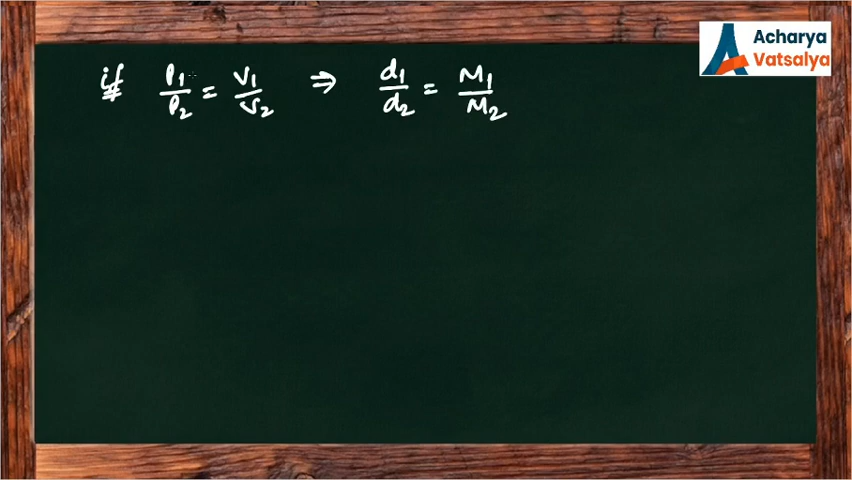 Acharya
Vatsalya
if P₁/P₂ = V₁/V₂ ⇒ d₁/d₂ = M₁/M₂